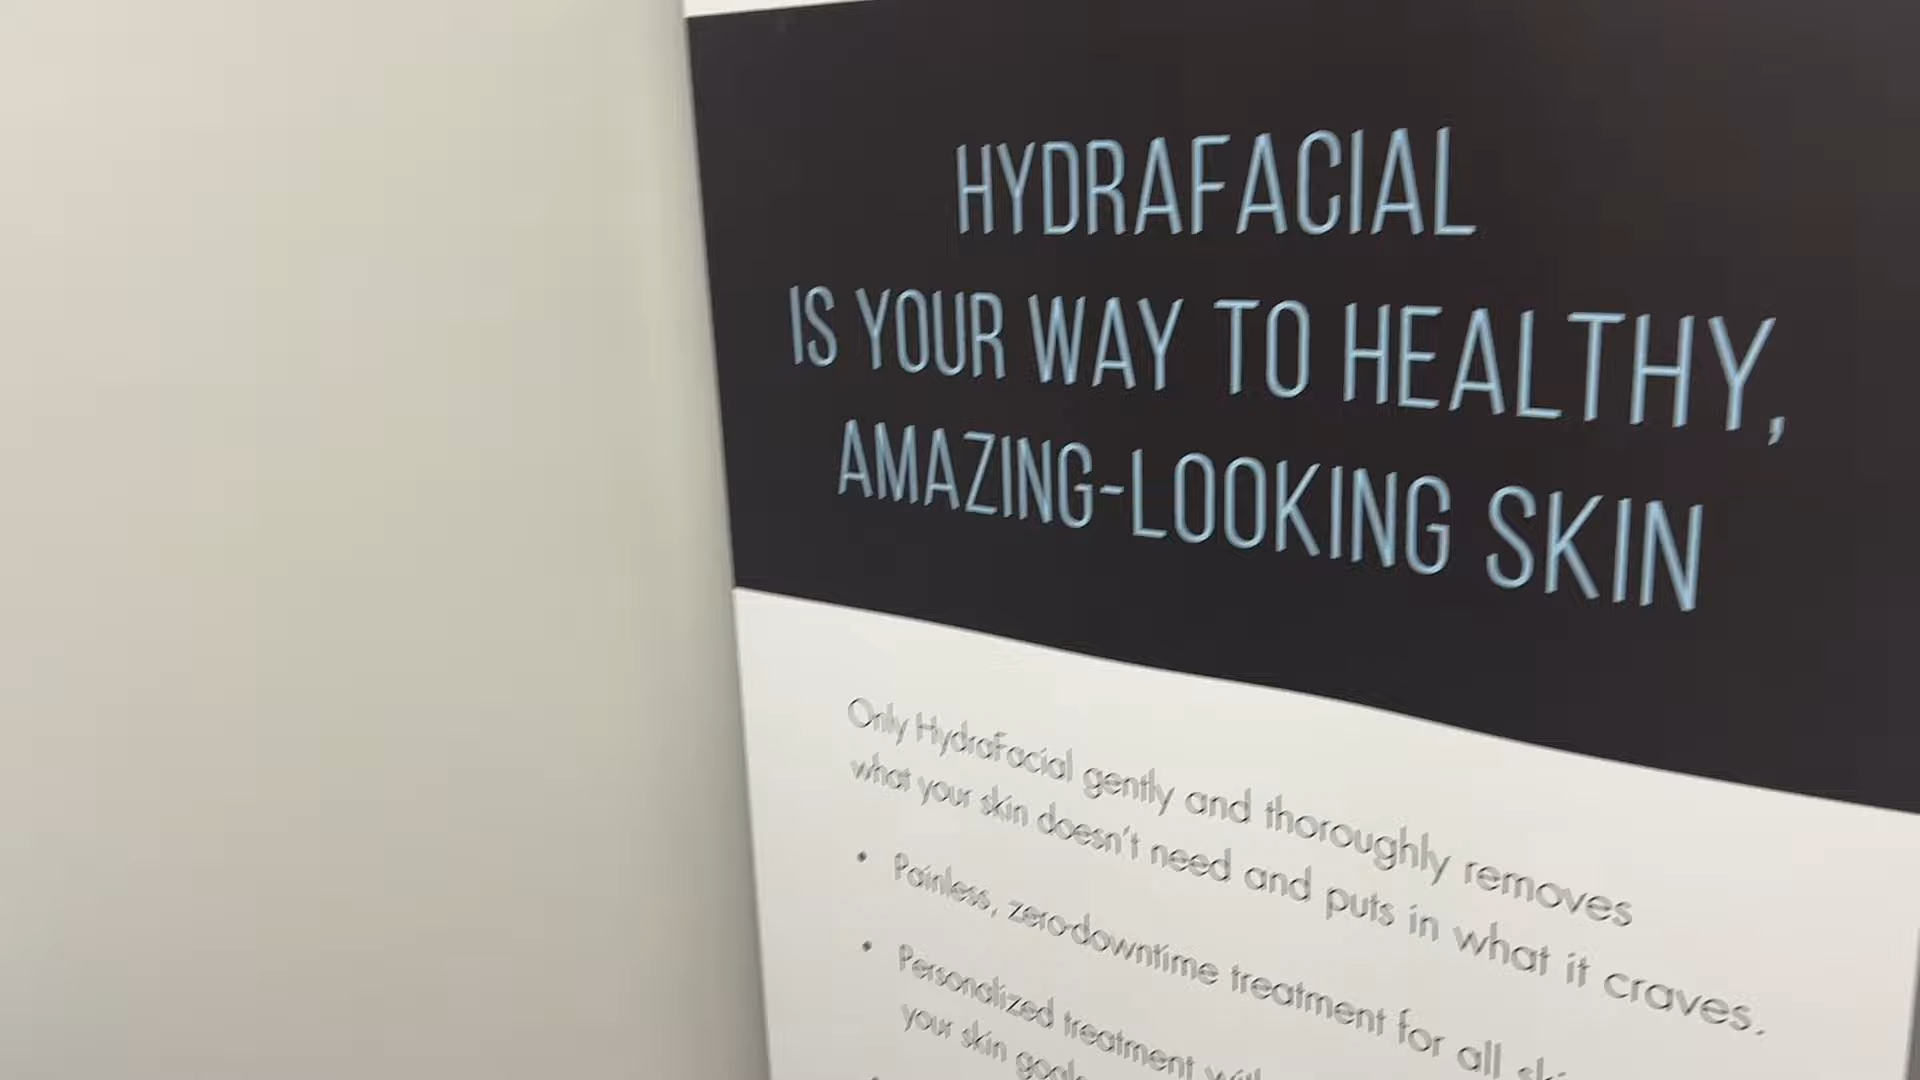 HYDRAFACIAL
IS YOUR WAY TO HEALTHY,
AMAZING-LOOKING SKIN
Only HydraFacial gently and thoroughly removes
what your skin doesn't need and puts in what it craves.
• Painless, zero-downtime treatment for all
• Personalized treatment
your skin